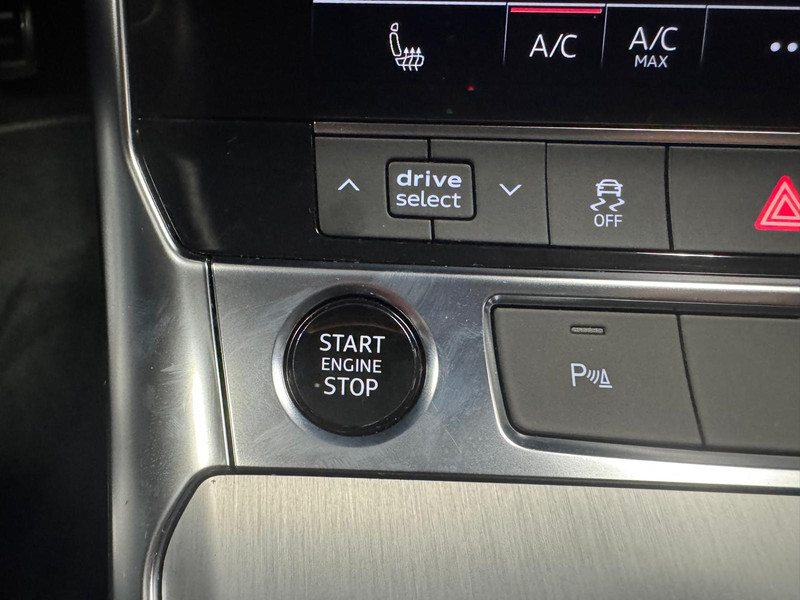 A/C
A/C
MAX
drive
select
OFF
START
ENGINE
STOP
P